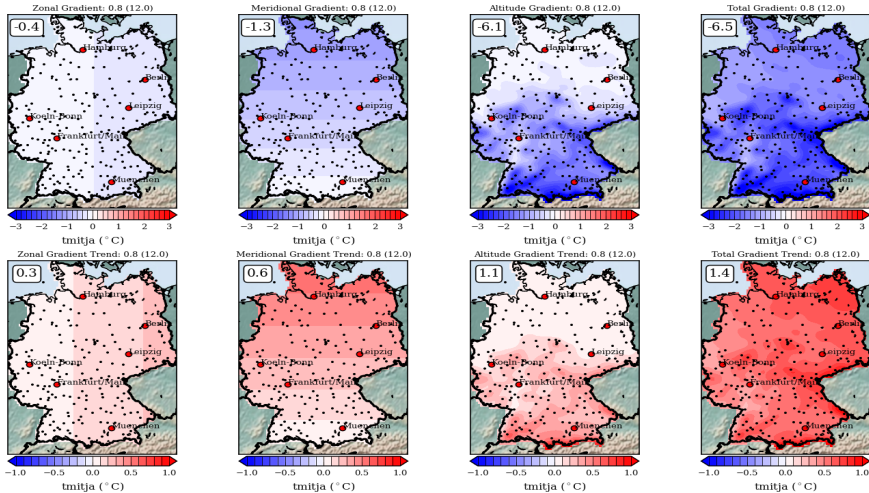 Zonal Gradient: 0.8 (12.0)
-0.4
Hamburg
Berlin
Leipzig
Koeln-Bonn
Frankfurt/Man
Muenchen
−3 −2 −1 0 1 2 3
tmitja (°C)
Meridional Gradient: 0.8 (12.0)
-1.3
Hamburg
Berlin
Leipzig
Koeln-Bonn
Frankfurt/Man
Muenchen
−3 −2 −1 0 1 2 3
tmitja (°C)
Altitude Gradient: 0.8 (12.0)
-6.1
Hamburg
Berlin
Leipzig
Koeln-Bonn
Frankfurt/Man
Muenchen
−3 −2 −1 0 1 2 3
tmitja (°C)
Total Gradient: 0.8 (12.0)
-6.5
Hamburg
Berlin
Leipzig
Koeln-Bonn
Frankfurt/Man
Muenchen
−3 −2 −1 0 1 2 3
tmitja (°C)
Zonal Gradient Trend: 0.8 (12.0)
0.3
Hamburg
Berlin
Leipzig
Koeln-Bonn
Frankfurt/Man
Muenchen
−1.0 −0.5 0.0 0.5 1.0
tmitja (°C)
Meridional Gradient Trend: 0.8 (12.0)
0.6
Hamburg
Berlin
Leipzig
Koeln-Bonn
Frankfurt/Man
Muenchen
−1.0 −0.5 0.0 0.5 1.0
tmitja (°C)
Altitude Gradient Trend: 0.8 (12.0)
1.1
Hamburg
Berlin
Leipzig
Koeln-Bonn
Frankfurt/Man
Muenchen
−1.0 −0.5 0.0 0.5 1.0
tmitja (°C)
Total Gradient Trend: 0.8 (12.0)
1.4
Hamburg
Berlin
Leipzig
Koeln-Bonn
Frankfurt/Man
Muenchen
−1.0 −0.5 0.0 0.5 1.0
tmitja (°C)